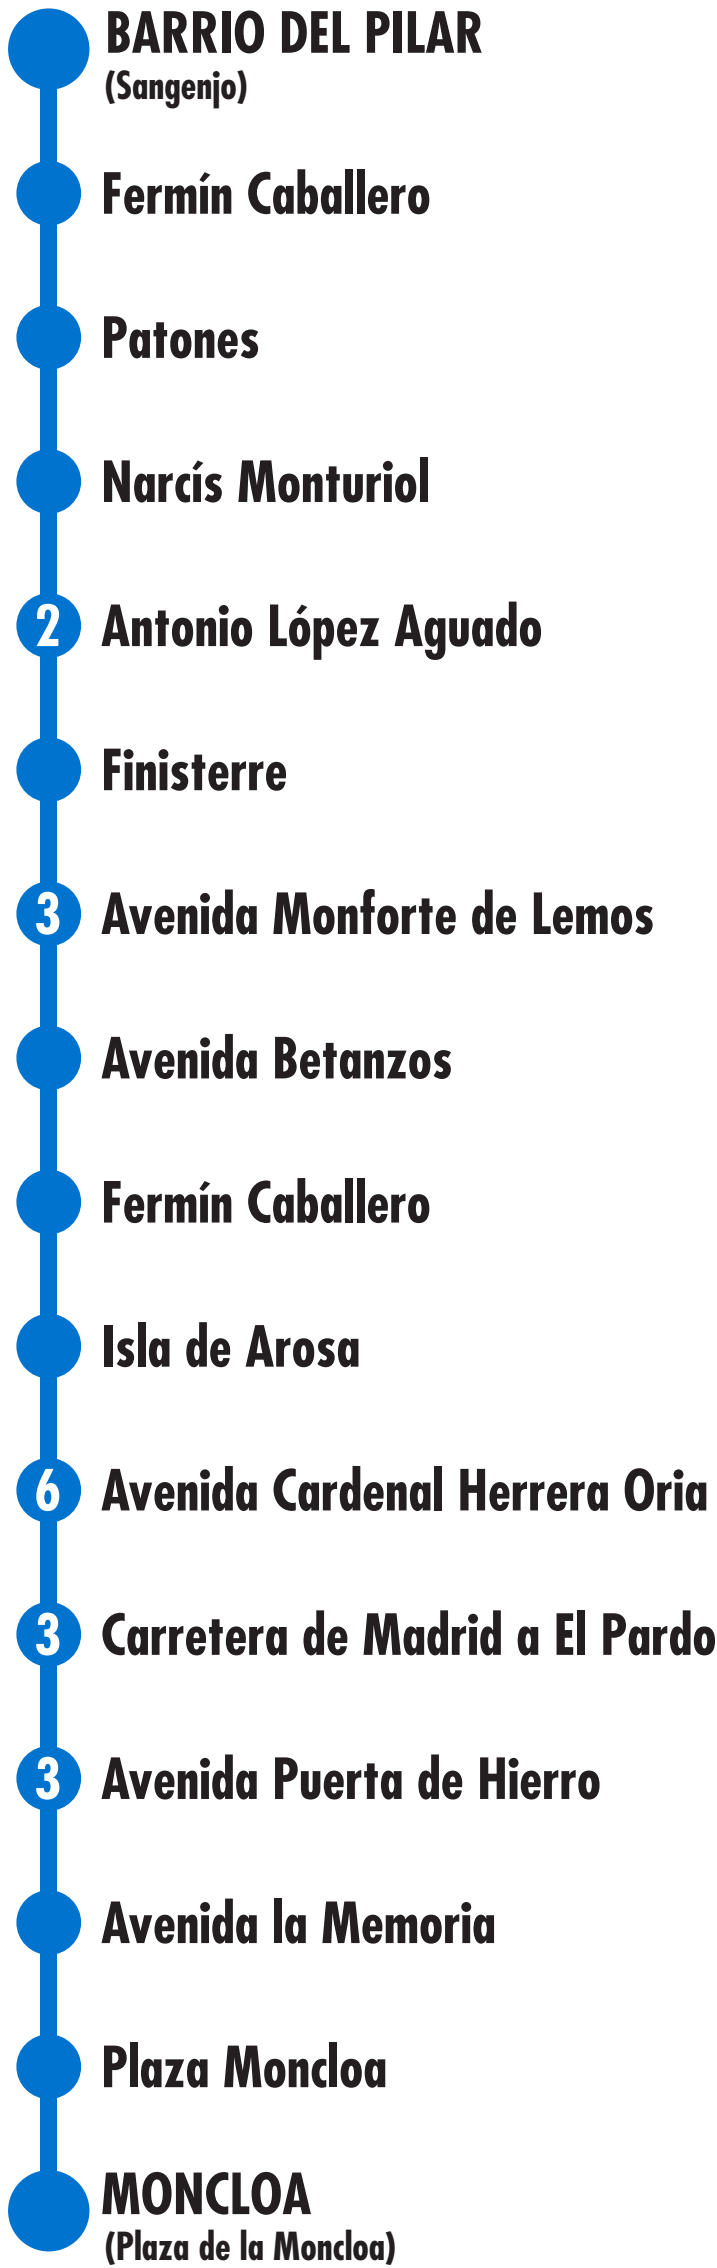 BARRIO DEL PILAR
(Sangenjo)
Fermín Caballero
Patones
Narcís Monturiol
2 Antonio López Aguado
Finisterre
3 Avenida Monforte de Lemos
Avenida Betanzos
Fermín Caballero
Isla de Arosa
6 Avenida Cardenal Herrera Oria
3 Carretera de Madrid a El Pardo
3 Avenida Puerta de Hierro
Avenida la Memoria
Plaza Moncloa
MONCLOA
(Plaza de la Moncloa)